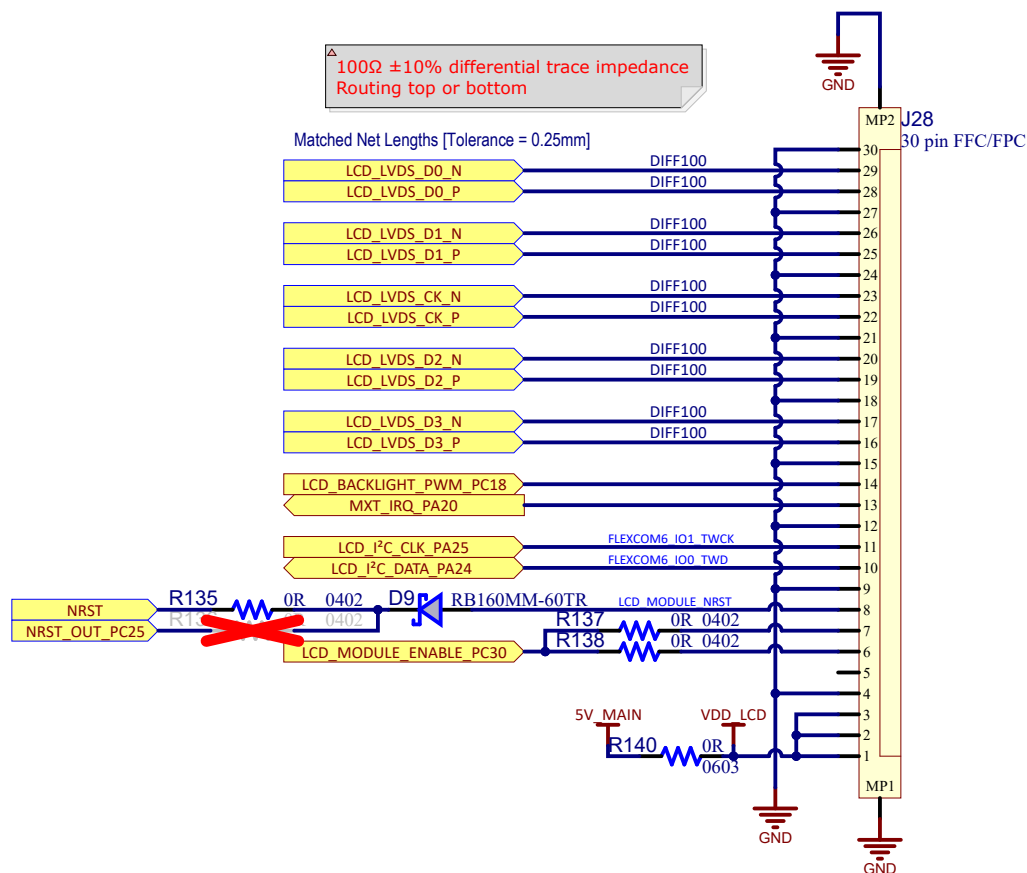 100Ω ±10% differential trace impedance
Routing top or bottom
GND
MP2 J28
30 pin FFC/FPC
Matched Net Lengths [Tolerance = 0.25mm]
30
LCD_LVDS_D0_N DIFF100 29
LCD_LVDS_D0_P DIFF100 28
27
LCD_LVDS_D1_N DIFF100 26
LCD_LVDS_D1_P DIFF100 25
24
LCD_LVDS_CK_N DIFF100 23
LCD_LVDS_CK_P DIFF100 22
21
LCD_LVDS_D2_N DIFF100 20
LCD_LVDS_D2_P DIFF100 19
18
LCD_LVDS_D3_N DIFF100 17
LCD_LVDS_D3_P DIFF100 16
15
LCD_BACKLIGHT_PWM_PC18 14
MXT_IRQ_PA20 13
12
LCD_I²C_CLK_PA25 FLEXCOM6_IO1_TWCK 11
LCD_I²C_DATA_PA24 FLEXCOM6_IO0_TWD 10
9
NRST R135 0R 0402 D9 RB160MM-60TR LCD_MODULE_NRST 8
NRST_OUT_PC25 0402 R137 0R 0402 7
LCD_MODULE_ENABLE_PC30 R138 0R 0402 6
5
4
5V_MAIN VDD_LCD 3
2
R140 0R 0603 1
MP1
GND
GND